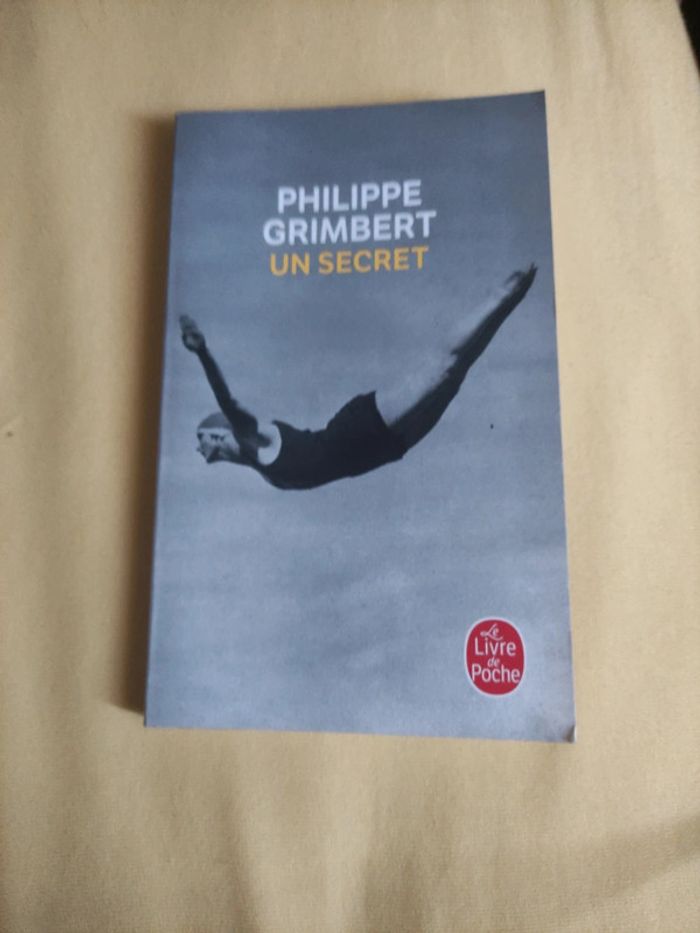 PHILIPPE
GRIMBERT
UN SECRET
Le
Livre
de
Poche